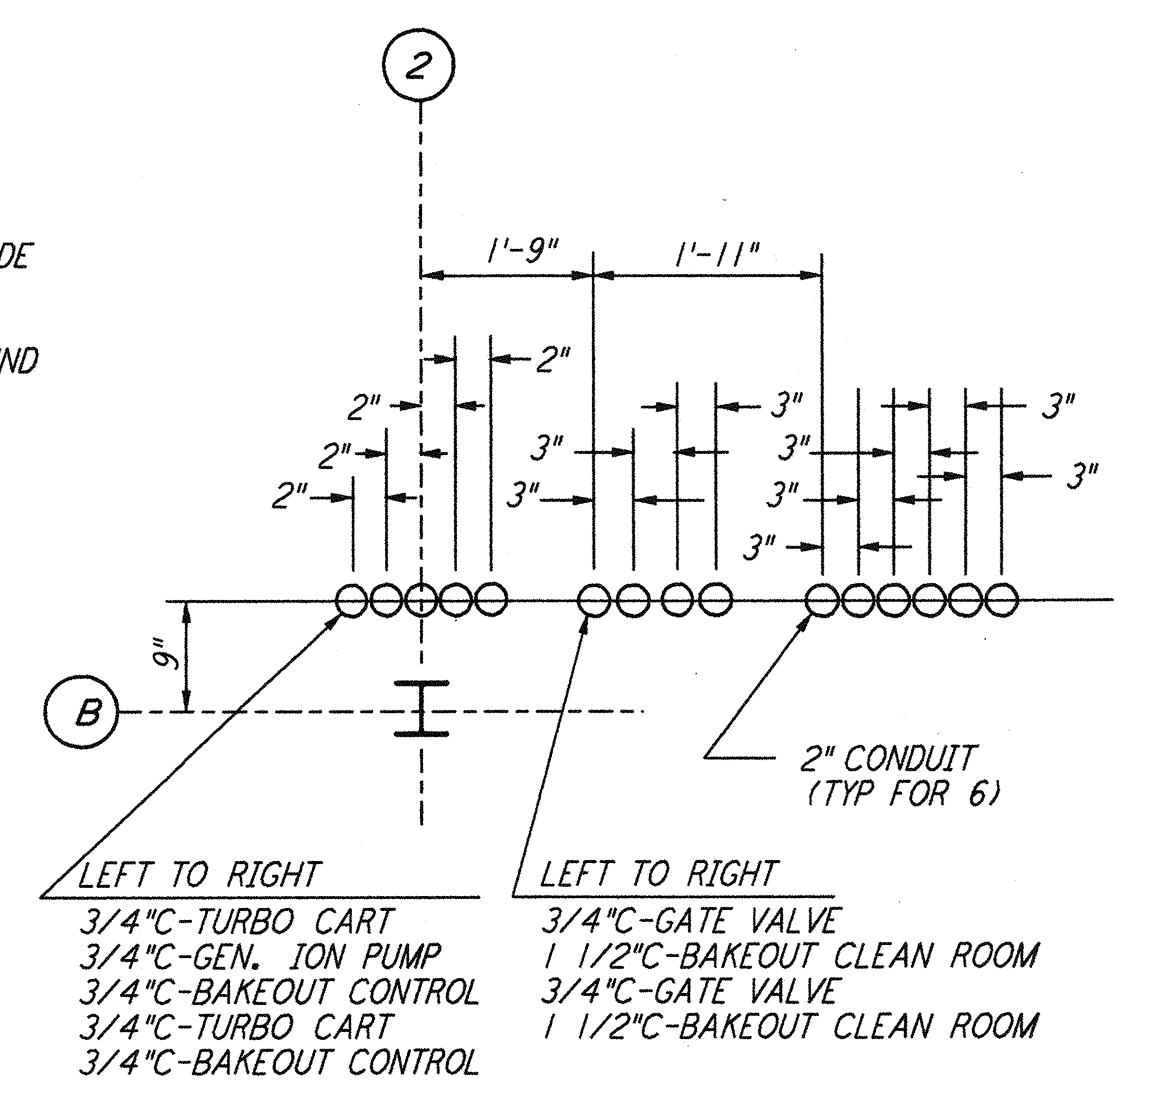 2
DE
1'-9" 1'-11"
ND
2"
2" 3" 3"
2" 3" 3"
3"
2" 3" 3"
3"
9"
B
2" CONDUIT
(TYP FOR 6)
LEFT TO RIGHT
3/4"C-TURBO CART
3/4"C-GEN. ION PUMP
3/4"C-BAKEOUT CONTROL
3/4"C-TURBO CART
3/4"C-BAKEOUT CONTROL
LEFT TO RIGHT
3/4"C-GATE VALVE
1 1/2"C-BAKEOUT CLEAN ROOM
3/4"C-GATE VALVE
1 1/2"C-BAKEOUT CLEAN ROOM